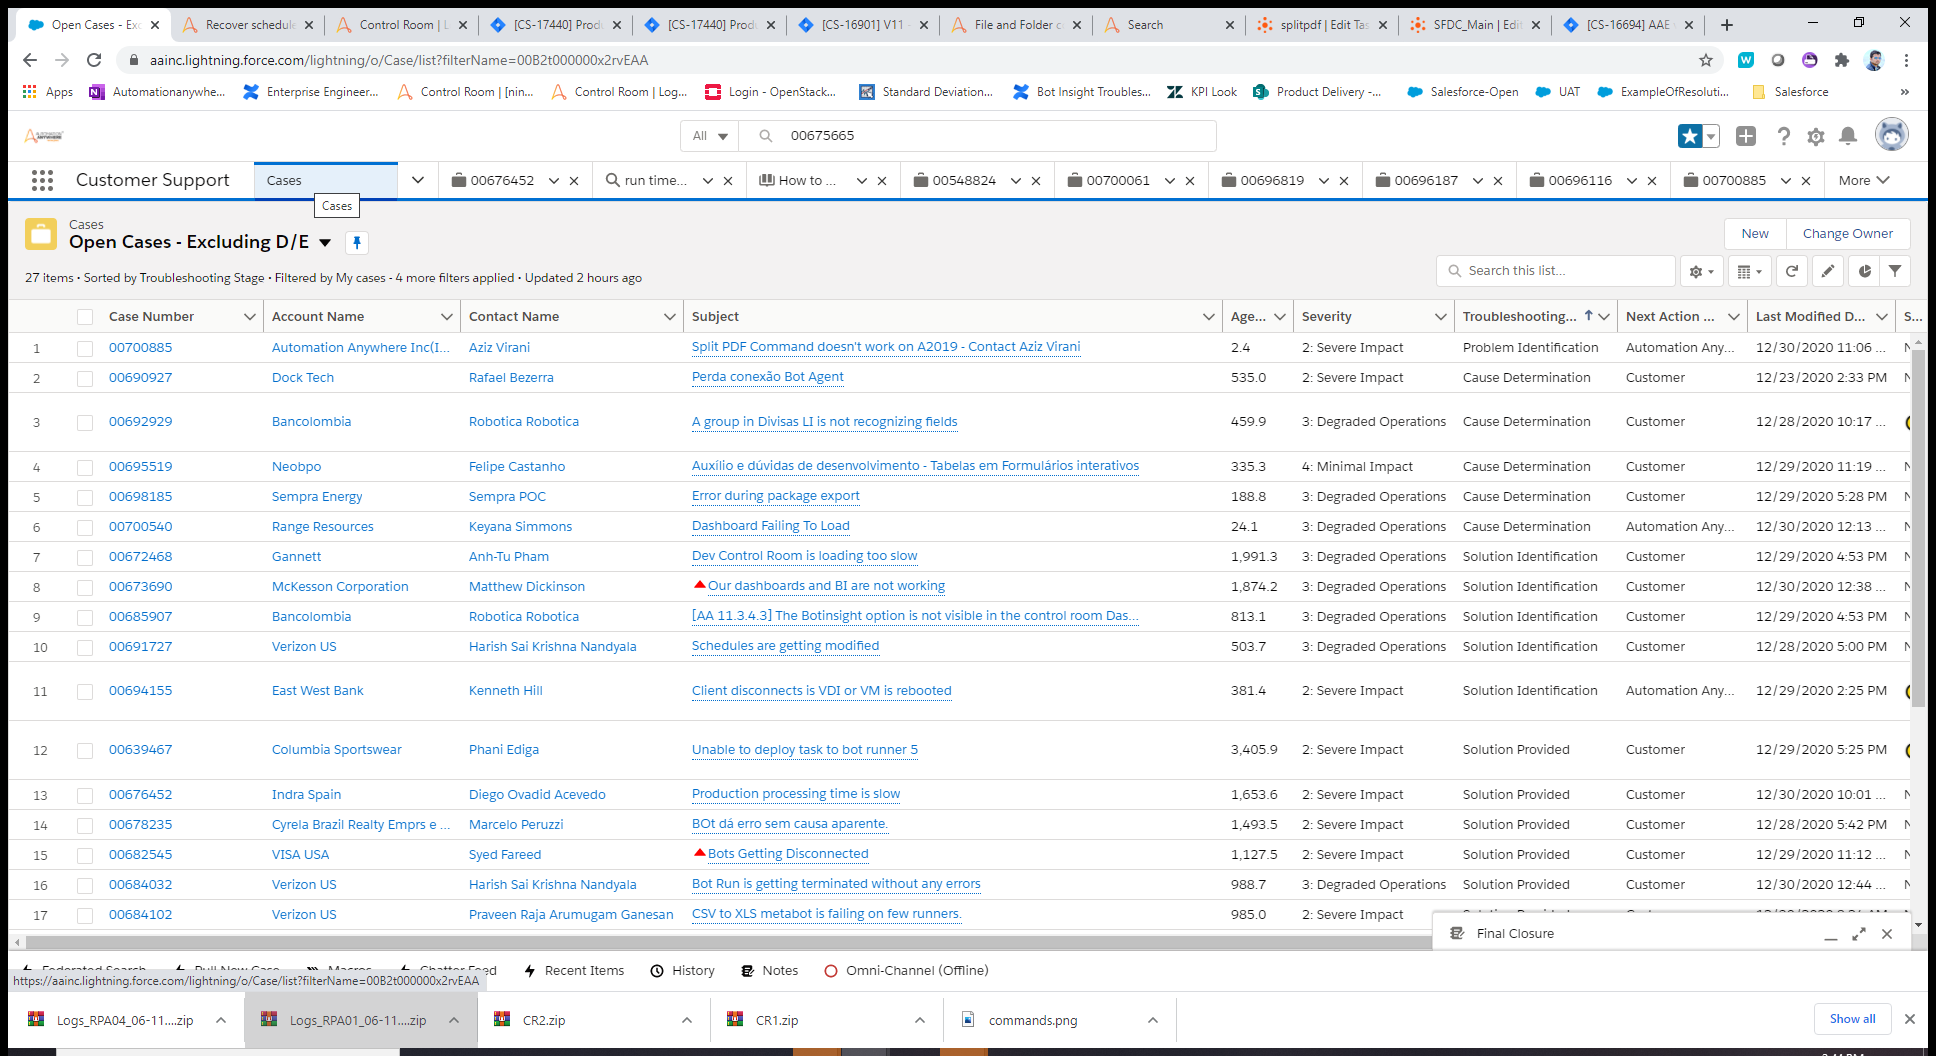 Open Cases - Exc
Recover schedule
Control Room | L
[CS-17440] Prod
[CS-17440] Prod
[CS-16901] V11
File and Folder c
Search
splitpdf | Edit Tas
SFDC_Main | Edit
[CS-16694] AAE
aainc.lightning.force.com/lightning/o/Case/list?filterName=00B2t000000x2rvEAA
Apps
Automationanywhe...
Enterprise Engineer...
Control Room | [nin...
Control Room | Log...
Login - OpenStack...
Standard Deviation...
Bot Insight Troubles...
KPI Look
Product Delivery -...
Salesforce-Open
UAT
ExampleOfResoluti...
Salesforce
»
All
00675665
Customer Support
Cases
00676452
run time...
How to ...
00548824
00700061
00696819
00696187
00696116
00700885
More
Cases
Cases
Open Cases - Excluding D/E
New
Change Owner
27 items • Sorted by Troubleshooting Stage • Filtered by My cases - 4 more filters applied • Updated 2 hours ago
Search this list...
Case Number Account Name Contact Name Subject Age... Severity Troubleshooting... Next Action ... Last Modified D... S...
1 00700885 Automation Anywhere Inc(I... Aziz Virani Split PDF Command doesn't work on A2019 - Contact Aziz Virani 2.4 2: Severe Impact Problem Identification Automation Any... 12/30/2020 11:06 ...
2 00690927 Dock Tech Rafael Bezerra Perda conexão Bot Agent 535.0 2: Severe Impact Cause Determination Customer 12/23/2020 2:33 PM
3 00692929 Bancolombia Robotica Robotica A group in Divisas LI is not recognizing fields 459.9 3: Degraded Operations Cause Determination Customer 12/28/2020 10:17 ...
4 00695519 Neobpo Felipe Castanho Auxílio e dúvidas de desenvolvimento - Tabelas em Formulários interativos 335.3 4: Minimal Impact Cause Determination Customer 12/29/2020 11:19 ...
5 00698185 Sempra Energy Sempra POC Error during package export 188.8 3: Degraded Operations Cause Determination Customer 12/29/2020 5:28 PM
6 00700540 Range Resources Keyana Simmons Dashboard Failing To Load 24.1 3: Degraded Operations Cause Determination Automation Any... 12/30/2020 12:13 ...
7 00672468 Gannett Anh-Tu Pham Dev Control Room is loading too slow 1,991.3 3: Degraded Operations Solution Identification Customer 12/29/2020 4:53 PM
8 00673690 McKesson Corporation Matthew Dickinson Our dashboards and BI are not working 1,874.2 3: Degraded Operations Solution Identification Customer 12/30/2020 12:38 ...
9 00685907 Bancolombia Robotica Robotica [AA 11.3.4.3] The Botinsight option is not visible in the control room Das... 813.1 3: Degraded Operations Solution Identification Customer 12/29/2020 4:53 PM
10 00691727 Verizon US Harish Sai Krishna Nandyala Schedules are getting modified 503.7 3: Degraded Operations Solution Identification Customer 12/28/2020 5:00 PM
11 00694155 East West Bank Kenneth Hill Client disconnects is VDI or VM is rebooted 381.4 2: Severe Impact Solution Identification Automation Any... 12/29/2020 2:25 PM
12 00639467 Columbia Sportswear Phani Ediga Unable to deploy task to bot runner 5 3,405.9 2: Severe Impact Solution Provided Customer 12/29/2020 5:25 PM
13 00676452 Indra Spain Diego Ovadid Acevedo Production processing time is slow 1,653.6 2: Severe Impact Solution Provided Customer 12/30/2020 10:01 ...
14 00678235 Cyrela Brazil Realty Emprs e ... Marcelo Peruzzi BOt dá erro sem causa aparente. 1,493.5 2: Severe Impact Solution Provided Customer 12/28/2020 5:42 PM
15 00682545 VISA USA Syed Fareed Bots Getting Disconnected 1,127.5 2: Severe Impact Solution Provided Customer 12/29/2020 11:12 ...
16 00684032 Verizon US Harish Sai Krishna Nandyala Bot Run is getting terminated without any errors 988.7 3: Degraded Operations Solution Provided Customer 12/30/2020 12:44 ...
17 00684102 Verizon US Praveen Raja Arumugam Ganesan CSV to XLS metabot is failing on few runners. 985.0 2: Severe Impact
Final Closure
Federated Search Pull New Case Macros Chatter Feed Recent Items History Notes Omni-Channel (Offline)
https://aainc.lightning.force.com/lightning/o/Case/list?filterName=00B2t000000x2rvEAA
Logs_RPA04_06-11....zip
Logs_RPA01_06-11....zip
CR2.zip
CR1.zip
commands.png
Show all